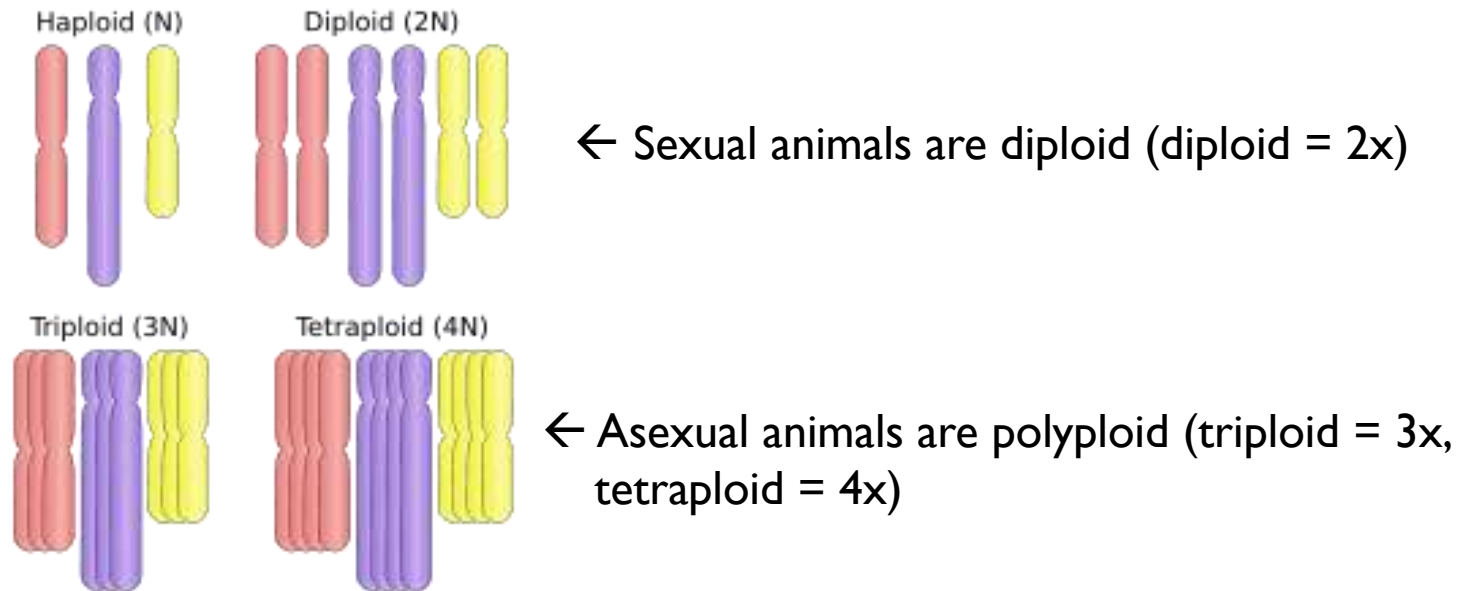 Haploid (N)
Diploid (2N)
← Sexual animals are diploid (diploid = 2x)
Triploid (3N)
Tetraploid (4N)
← Asexual animals are polyploid (triploid = 3x,
tetraploid = 4x)